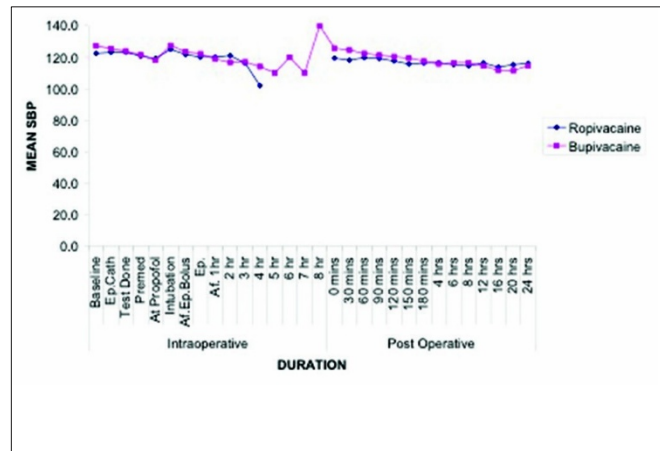 140.0
120.0
100.0
80.0
60.0
40.0
20.0
0.0
MEAN SBP
Ropivacaine
Bupivacaine
Baseline
Ep.Cath
Test Done
Premed
At Propofol
Intubation
Af.Ep.Bolus
Ep.
Af. 1 hr
2 hr
3 hr
4 hr
5 hr
6 hr
7 hr
8 hr
0 mins
30 mins
60 mins
90 mins
120 mins
150 mins
180 mins
4 hrs
6 hrs
8 hrs
12 hrs
16 hrs
20 hrs
24 hrs
Intraoperative
Post Operative
DURATION